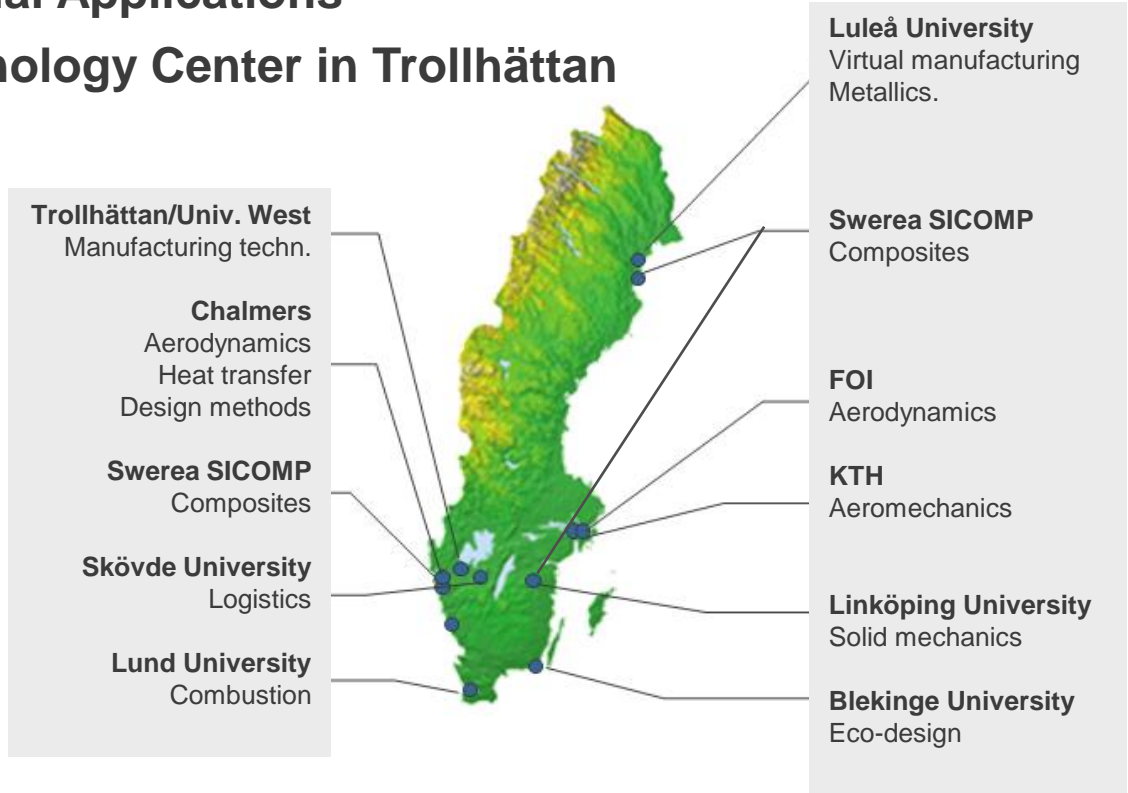 Applications
Technology Center in Trollhättan
Luleå University
Virtual manufacturing
Metallics.
Trollhättan/Univ. West
Manufacturing techn.
Chalmers
Aerodynamics
Heat transfer
Design methods
Swerea SICOMP
Composites
Skövde University
Logistics
Lund University
Combustion
Swerea SICOMP
Composites
FOI
Aerodynamics
KTH
Aeromechanics
Linköping University
Solid mechanics
Blekinge University
Eco-design